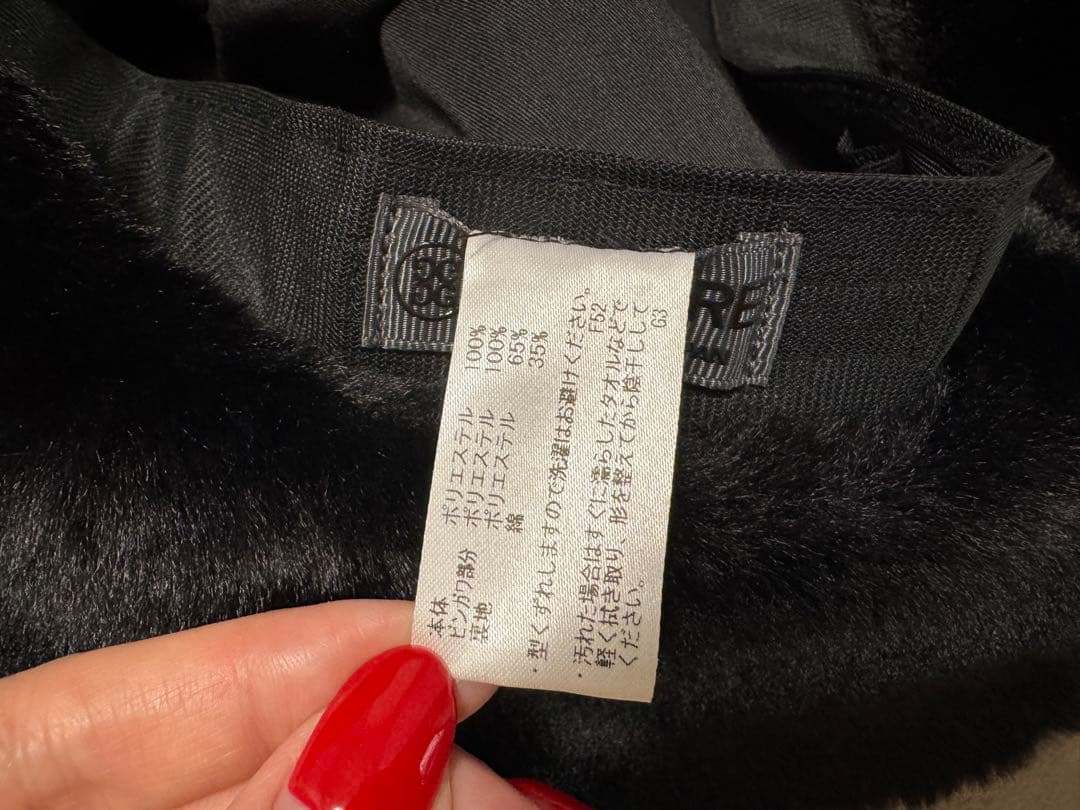 本体 ポリエステル 100%
ビンガワ部分 ポリエステル 100%
裏地 ポリエステル 65%
綿 35%
・型くずれしますので洗濯はお避けください。
F52
・汚れた場合はすぐに濡らしたタオルなどで
軽く拭き取り、形を整えてから陰干しして
ください。
G3
RE
PAN